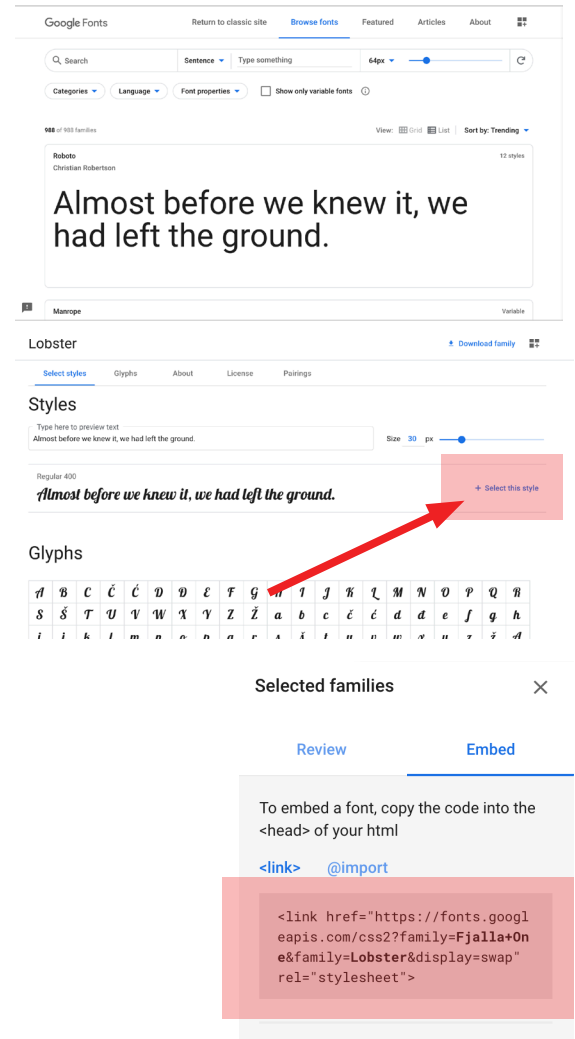 Google Fonts Return to classic site Browse fonts Featured Articles About
Search Sentence Type something 64px
Categories Language Font properties Show only variable fonts
988 of 988 families View: Grid List Sort by: Trending
Roboto 12 styles
Christian Robertson
Almost before we knew it, we
had left the ground.
Manrope Variable
Lobster Download family
Select styles Glyphs About License Pairings
Styles
Type here to preview text
Almost before we knew it, we had left the ground. Size 30 px
Regular 400
+ Select this style
Almost before we knew it, we had left the ground.
Glyphs
A B C Č Ć D Đ E F G H I J K L M N O P Q R
S Š T U V W X Y Z Ž a b c č ć d đ e f g h
i j k l m n o p q r s š t u v w x y z ž
Selected families
Review Embed
To embed a font, copy the code into the
<head> of your html
<link> @import
<link href="https://fonts.googl
eapis.com/css2?family=Fjalla+On
e&family=Lobster&display=swap"
rel="stylesheet">